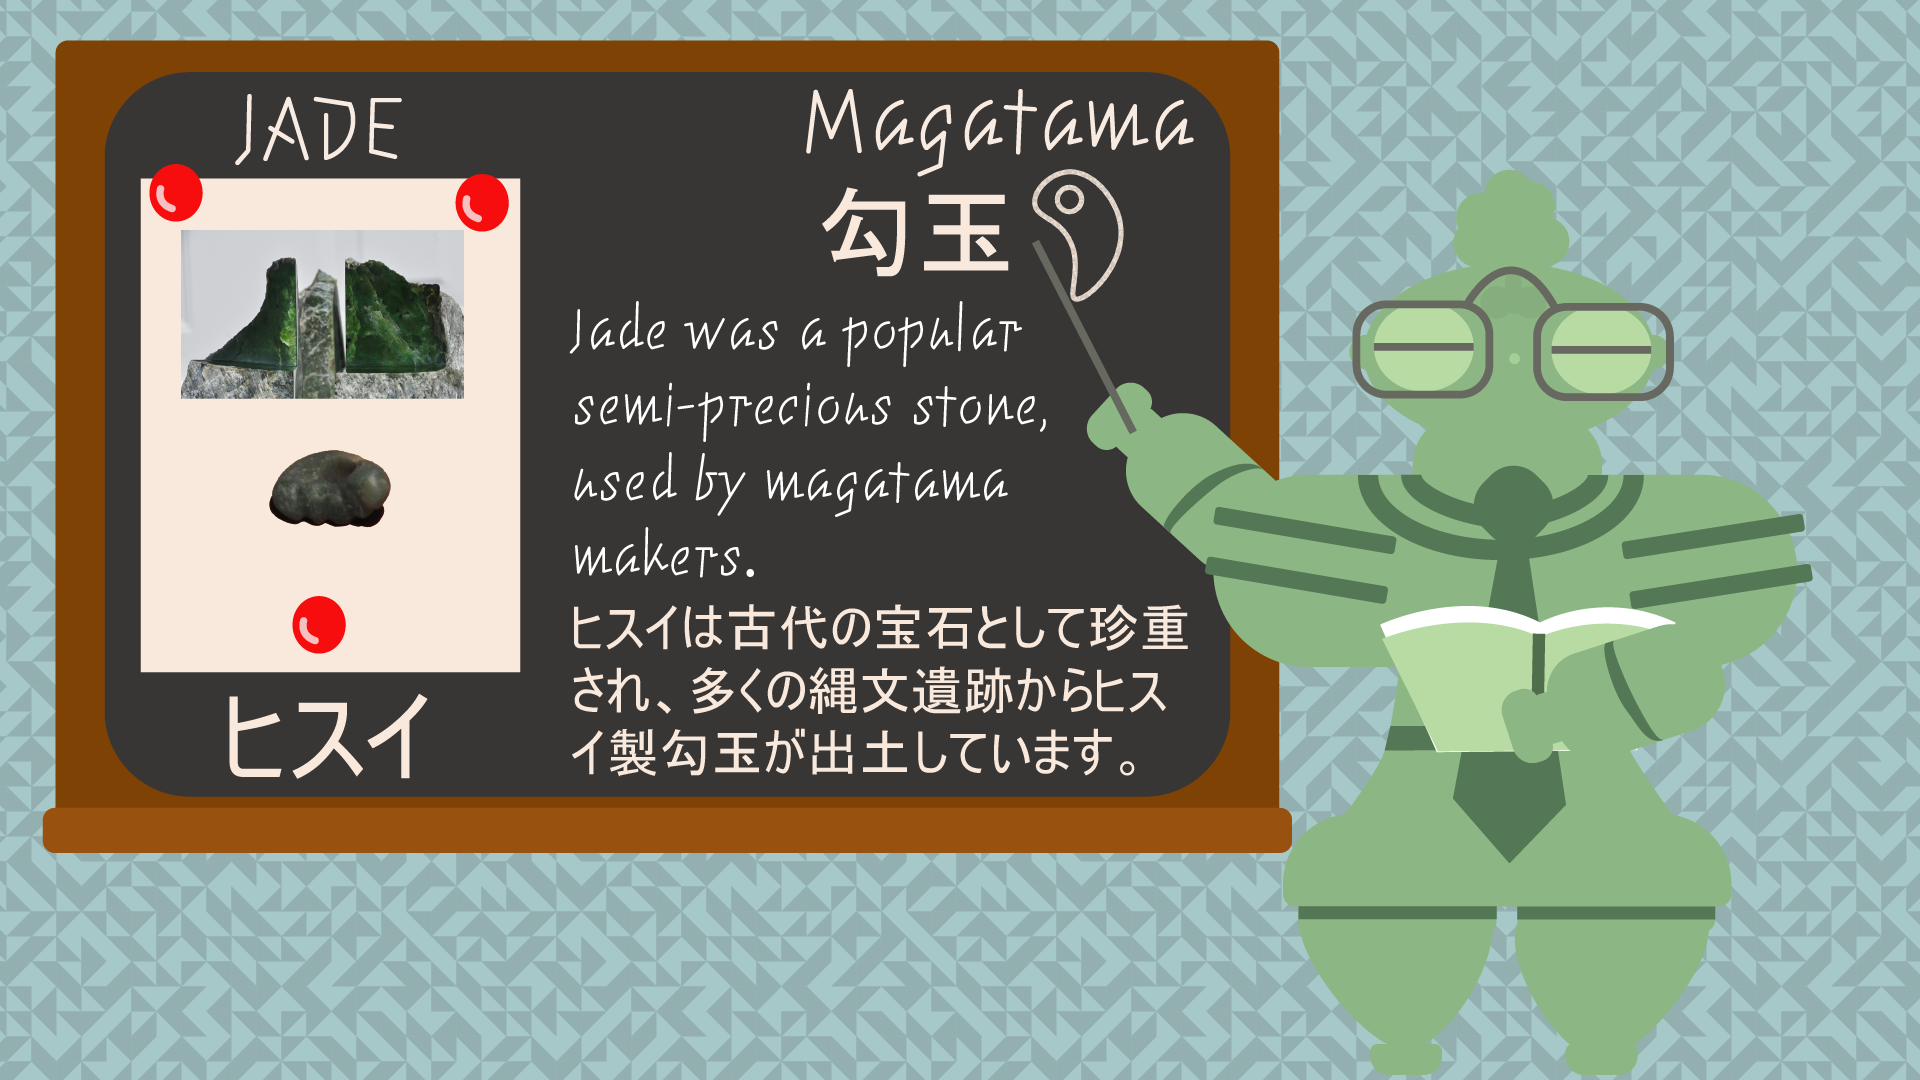 JADE
ヒスイ
Magatama
勾玉
Jade was a popular
semi-precious stone,
used by magatama
makers.
ヒスイは古代の宝石として珍重
され、多くの縄文遺跡からヒス
イ製勾玉が出土しています。